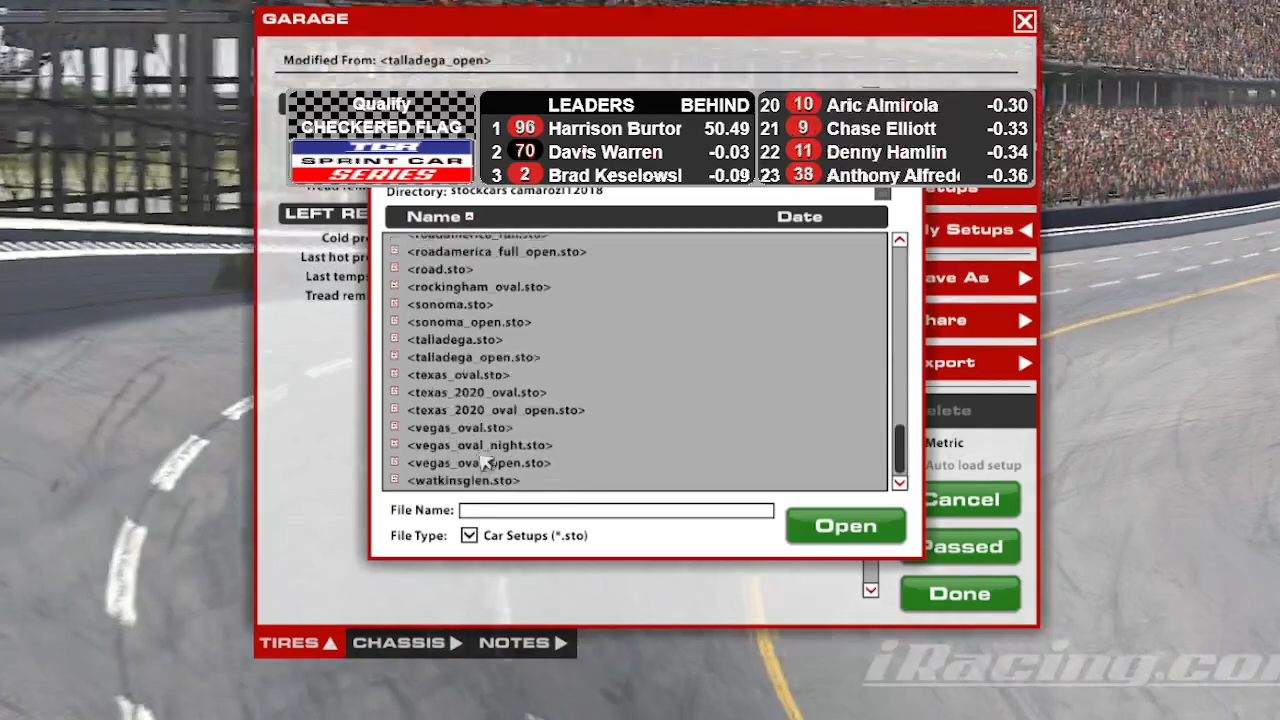 GARAGE
Modified From: <talladega_open>
Qualify
CHECKERED FLAG
TCR
SPRINT CAR
SERIES
LEADERS BEHIND
1 96 Harrison Burtor 50.49
2 70 Davis Warren -0.03
3 2 Brad Keselowsl -0.09
20 10 Aric Almirola -0.30
21 9 Chase Elliott -0.33
22 11 Denny Hamlin -0.34
23 38 Anthony Alfred -0.36
LEFT RE
Cold pr
Last hot pr
Last temp
Tread rem
Directory: stockcars camarozl12018
Name Date
<roadamerica_full.sto>
<roadamerica_full_open.sto>
<road.sto>
<rockingham_oval.sto>
<sonoma.sto>
<sonoma_open.sto>
<talladega.sto>
<talladega_open.sto>
<texas_oval.sto>
<texas_2020_oval.sto>
<texas_2020_oval_open.sto>
<vegas_oval.sto>
<vegas_oval_night.sto>
<vegas_oval_open.sto>
<watkinsglen.sto>
File Name:
File Type: Car Setups (*.sto)
Open
etups
ly Setups
ave As
hare
xport
elete
Metric
Auto load setup
Cancel
Passed
Done
TIRES CHASSIS NOTES
iRacing.co